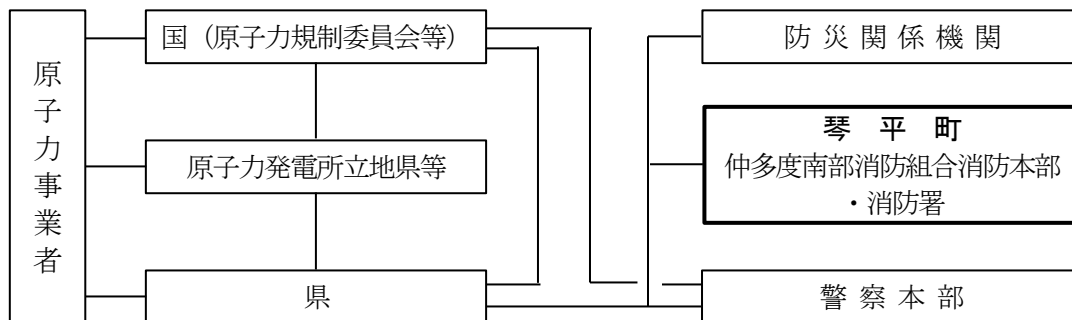 原子力事業者
国（原子力規制委員会等）
原子力発電所立地県等
県
防災関係機関
琴平町
仲多度南部消防組合消防本部
・消防署
警察本部